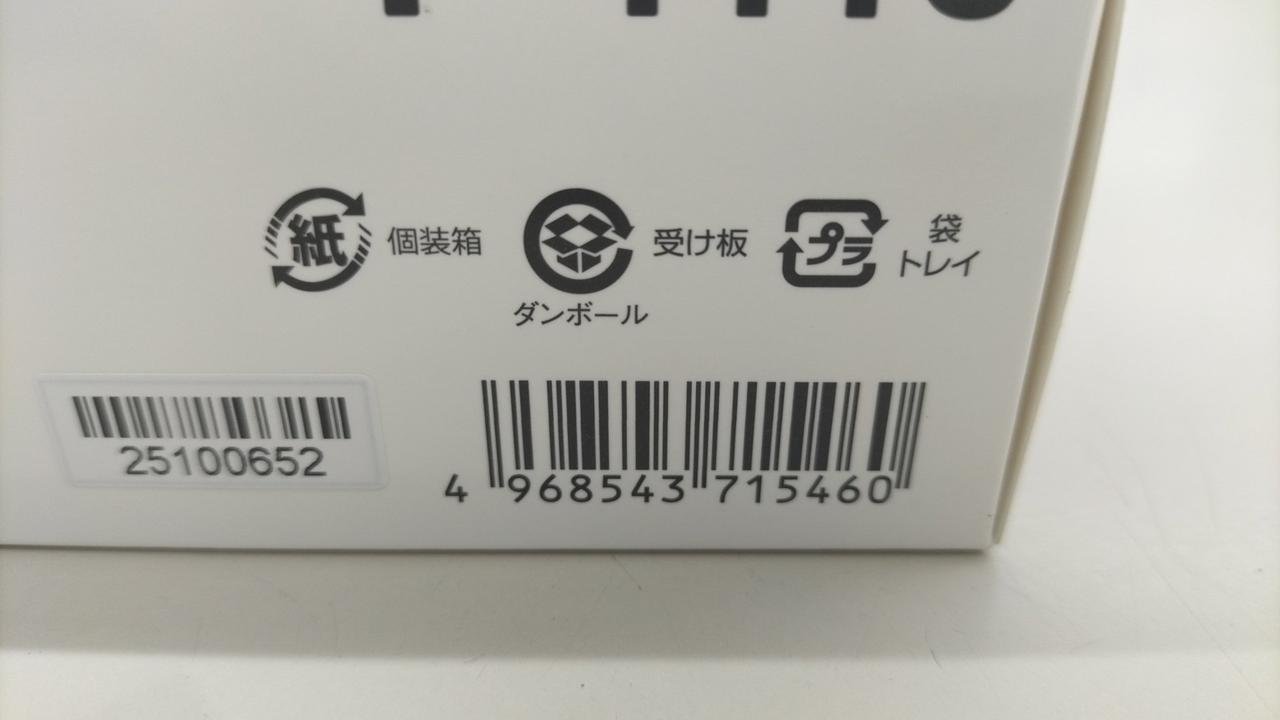 紙 個装箱
ダンボール 受け板
プラ 袋 トレイ
25100652
4 968543 715460